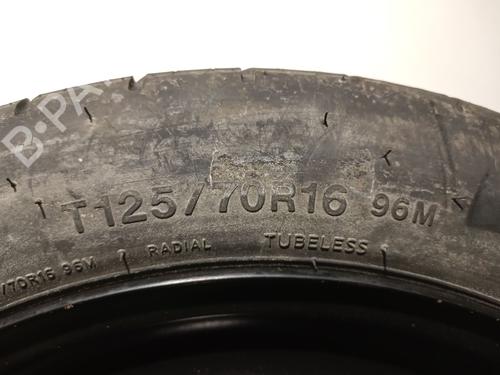 B-PA
T125/70R16 96M
/70R16 96M RADIAL TUBELESS